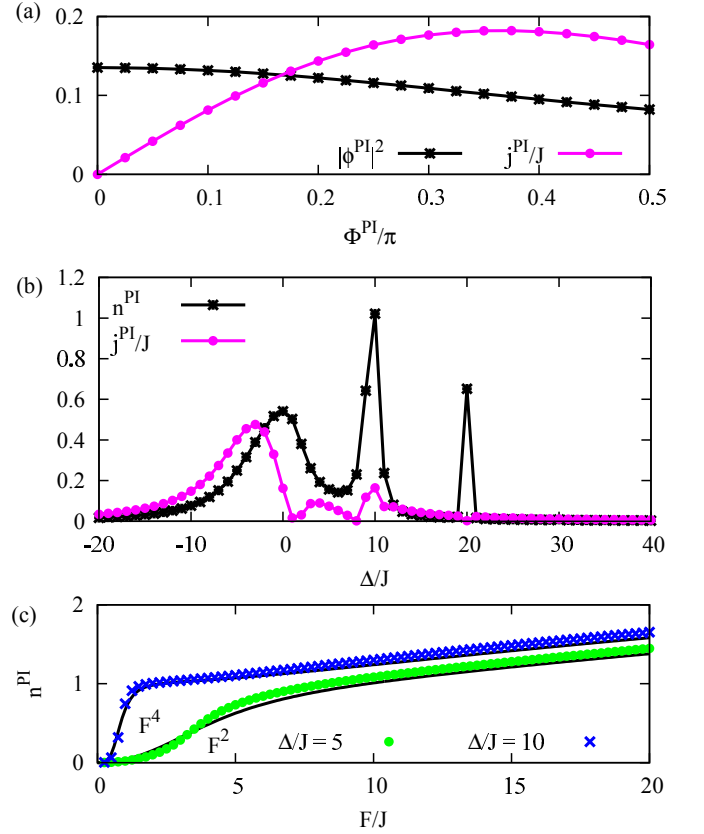 (a)
0.2
0.1
0
|ϕ^PI|^2 j^PI/J
0 0.1 0.2 0.3 0.4 0.5
Φ^PI/π
(b)
1.2
1
0.8
0.6
0.4
0.2
0
n^PI
j^PI/J
-20 -10 0 10 20 30 40
Δ/J
(c)
2
1
0
n^PI
F^4
F^2
Δ/J = 5 Δ/J = 10
0 5 10 15 20
F/J